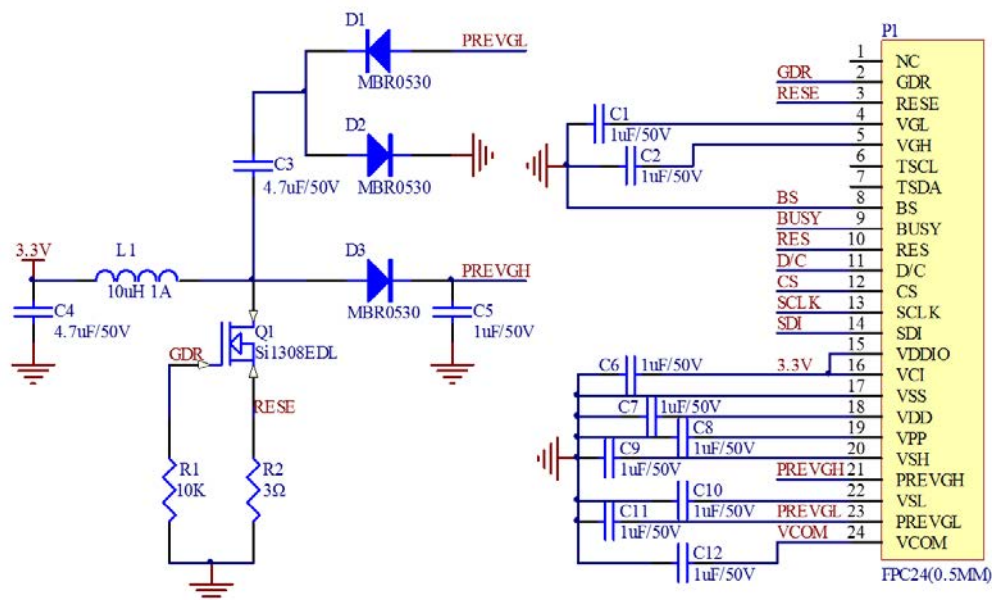 D1
PREVGL
MBR0530
D2
MBR0530
C3
4.7uF/50V
3.3V
L1
10uH 1A
D3
PREVGH
MBR0530
C4
4.7uF/50V
C5
1uF/50V
Q1
Si1308EDL
GDR
RESE
R1
10K
R2
3Ω
P1
1 NC
GDR 2 GDR
RESE 3 RESE
C1 4 VGL
1uF/50V
5 VGH
C2
1uF/50V
6 TSCL
7 TSDA
BS 8 BS
BUSY 9 BUSY
RES 10 RES
D/C 11 D/C
CS 12 CS
SCLK 13 SCLK
SDI 14 SDI
15 VDDIO
C6 1uF/50V 3.3V 16 VCI
17 VSS
C7 1uF/50V 18 VDD
C8 19 VPP
1uF/50V
C9 20 VSH
1uF/50V
PREVGH 21 PREVGH
C10 22 VSL
1uF/50V
C11 PREVGL 23 PREVGL
1uF/50V
VCOM 24 VCOM
C12
1uF/50V
FPC24(0.5MM)